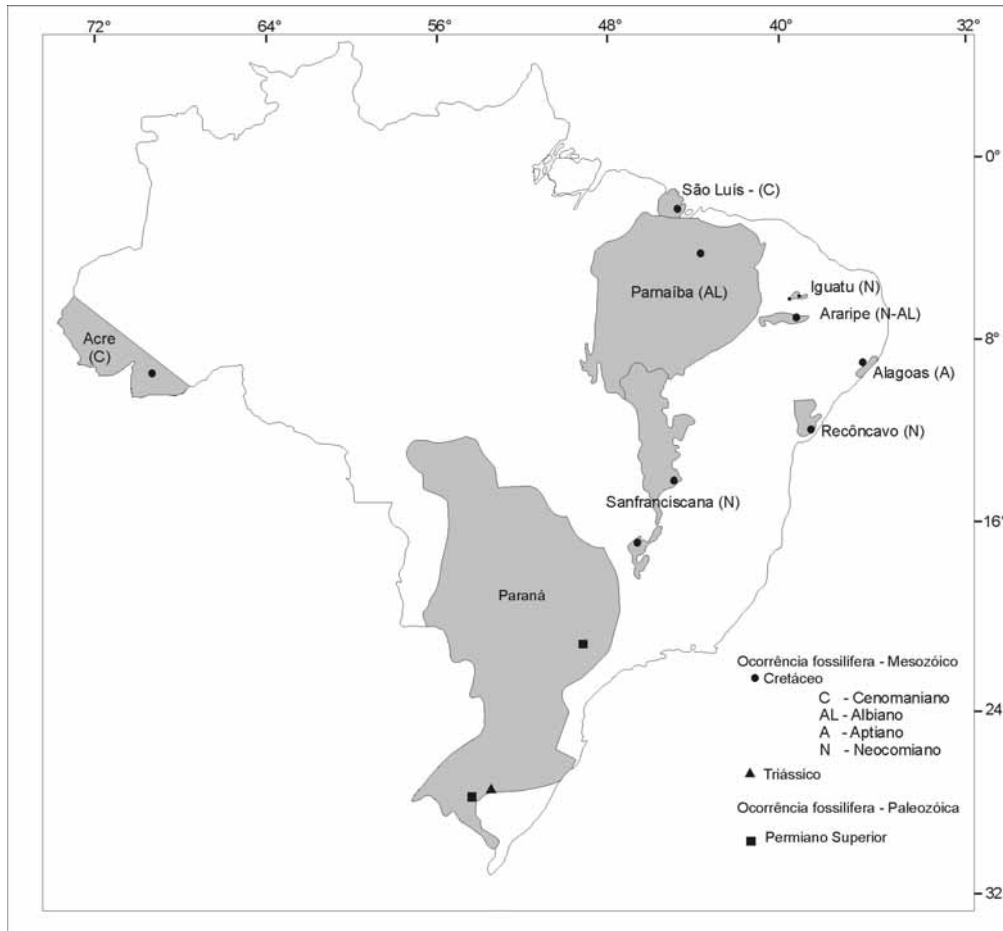 72° 64° 56° 48° 40° 32°
0°
São Luís - (C)
Parnaíba (AL)
Iguatu (N)
Araripe (N-AL)
8°
Acre
(C)
Alagoas (A)
Recôncavo (N)
Sanfranciscana (N)
16°
Paraná
Ocorrência fossilífera - Mesozóico
Cretáceo
C - Cenomaniano
AL - Albiano
24°
A - Aptiano
N - Neocomiano
Triássico
Ocorrência fossilífera - Paleozóica
Permiano Superior
32°